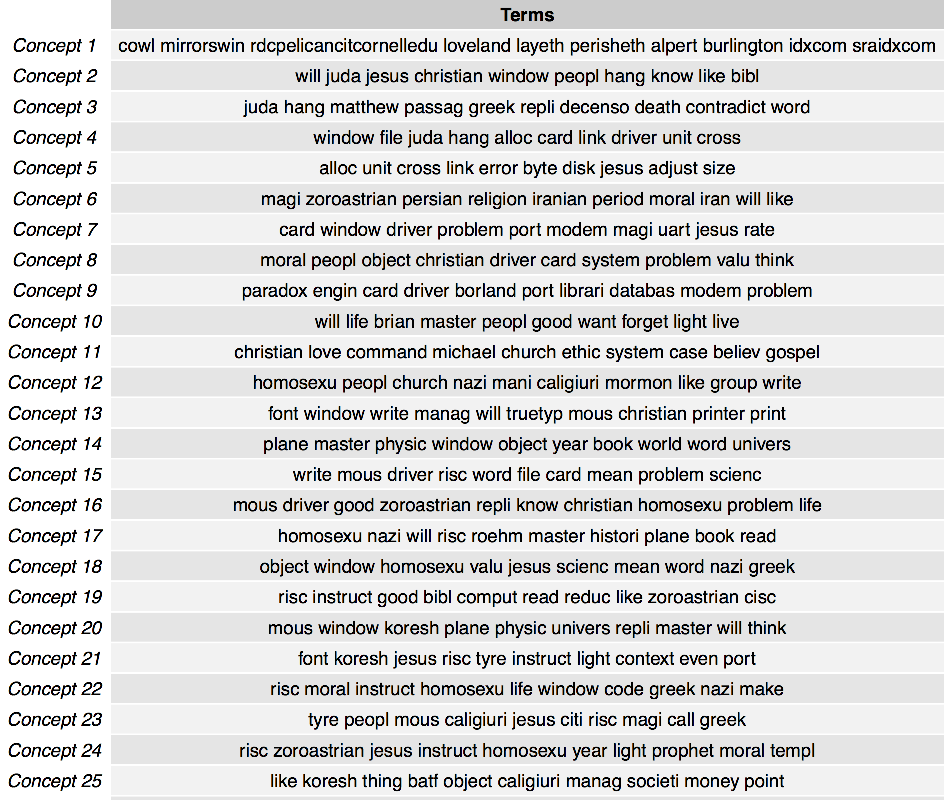 Terms
Concept 1 cowl mirrorswin rdcpelicancitcornelledu loveland layeth perisheth alpert burlington idxcom sraidxcom
Concept 2 will juda jesus christian window peopl hang know like bibl
Concept 3 juda hang matthew passag greek repli decenso death contradict word
Concept 4 window file juda hang alloc card link driver unit cross
Concept 5 alloc unit cross link error byte disk jesus adjust size
Concept 6 magi zoroastrian persian religion iranian period moral iran will like
Concept 7 card window driver problem port modem magi uart jesus rate
Concept 8 moral peopl object christian driver card system problem valu think
Concept 9 paradox engin card driver borland port librari databas modem problem
Concept 10 will life brian master peopl good want forget light live
Concept 11 christian love command michael church ethic system case believ gospel
Concept 12 homosexu peopl church nazi mani caligiuri mormon like group write
Concept 13 font window write manag will truetyp mous christian printer print
Concept 14 plane master physic window object year book world word univers
Concept 15 write mous driver risc word file card mean problem scienc
Concept 16 mous driver good zoroastrian repli know christian homosexu problem life
Concept 17 homosexu nazi will risc roehm master histori plane book read
Concept 18 object window homosexu valu jesus scienc mean word nazi greek
Concept 19 risc instruct good bibl comput read reduc like zoroastrian cisc
Concept 20 mous window koresh plane physic univers repli master will think
Concept 21 font koresh jesus risc tyre instruct light context even port
Concept 22 risc moral instruct homosexu life window code greek nazi make
Concept 23 tyre peopl mous caligiuri jesus citi risc magi call greek
Concept 24 risc zoroastrian jesus instruct homosexu year light prophet moral templ
Concept 25 like koresh thing batf object caligiuri manag societi money point